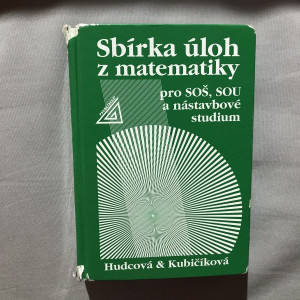 Sbírka úloh
z matematiky
pro SOŠ, SOU
a nástavbové
studium
Hudcová & Kubičíková